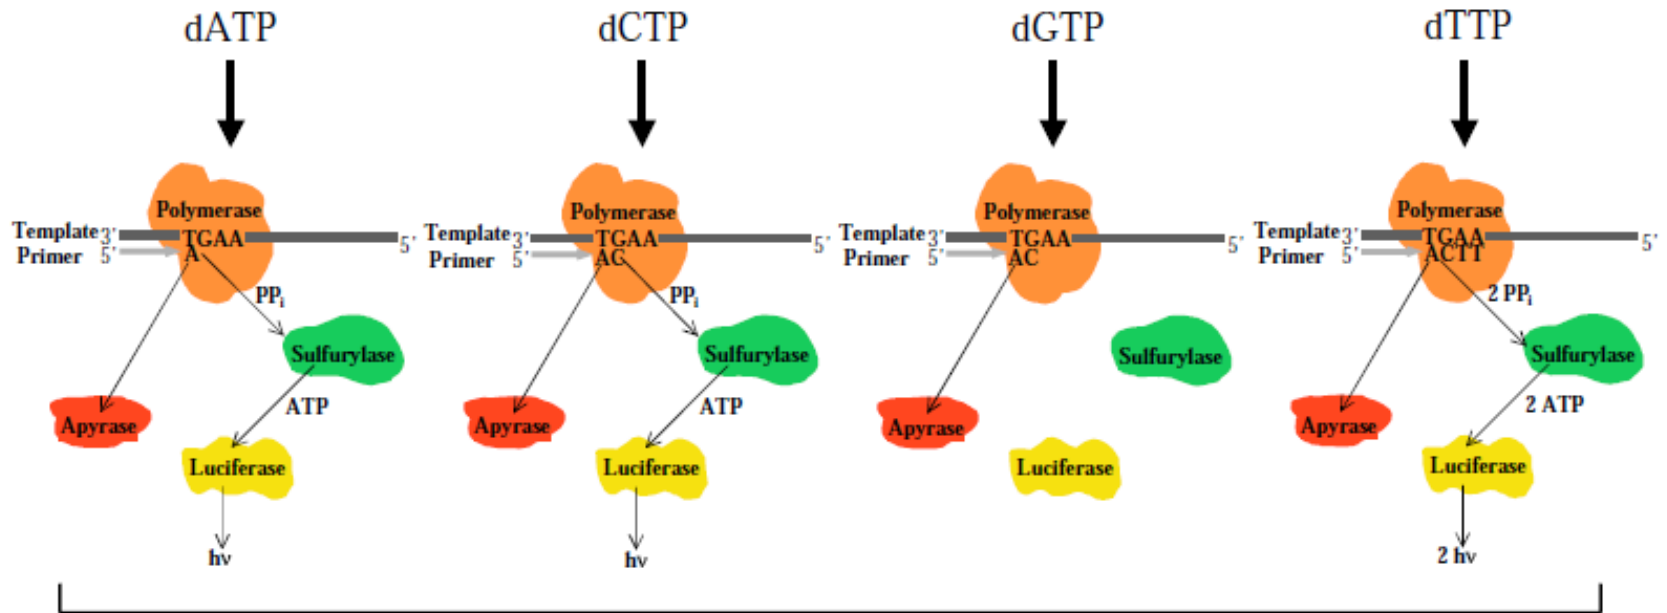 dATP dCTP dGTP dTTP
Polymerase Polymerase Polymerase Polymerase
Template 3’ TGAA 5’ Template 3’ TGAA 5’ Template 3’ TGAA 5’ Template 3’ TGAA 5’
Primer 5’ A Primer 5’ AC Primer 5’ AC Primer 5’ ACTT
PPi PPi 2 PPi
Sulfurylase Sulfurylase Sulfurylase Sulfurylase
ATP ATP 2 ATP
Apyrase Apyrase Apyrase Apyrase
Luciferase Luciferase Luciferase Luciferase
hν hν 2 hν